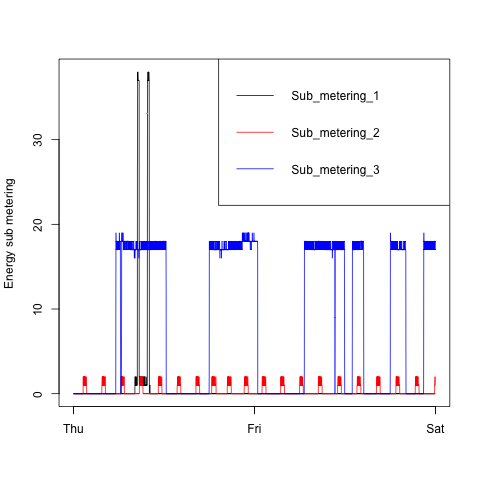 Energy sub metering
30
20
10
0
Sub_metering_1
Sub_metering_2
Sub_metering_3
Thu
Fri
Sat